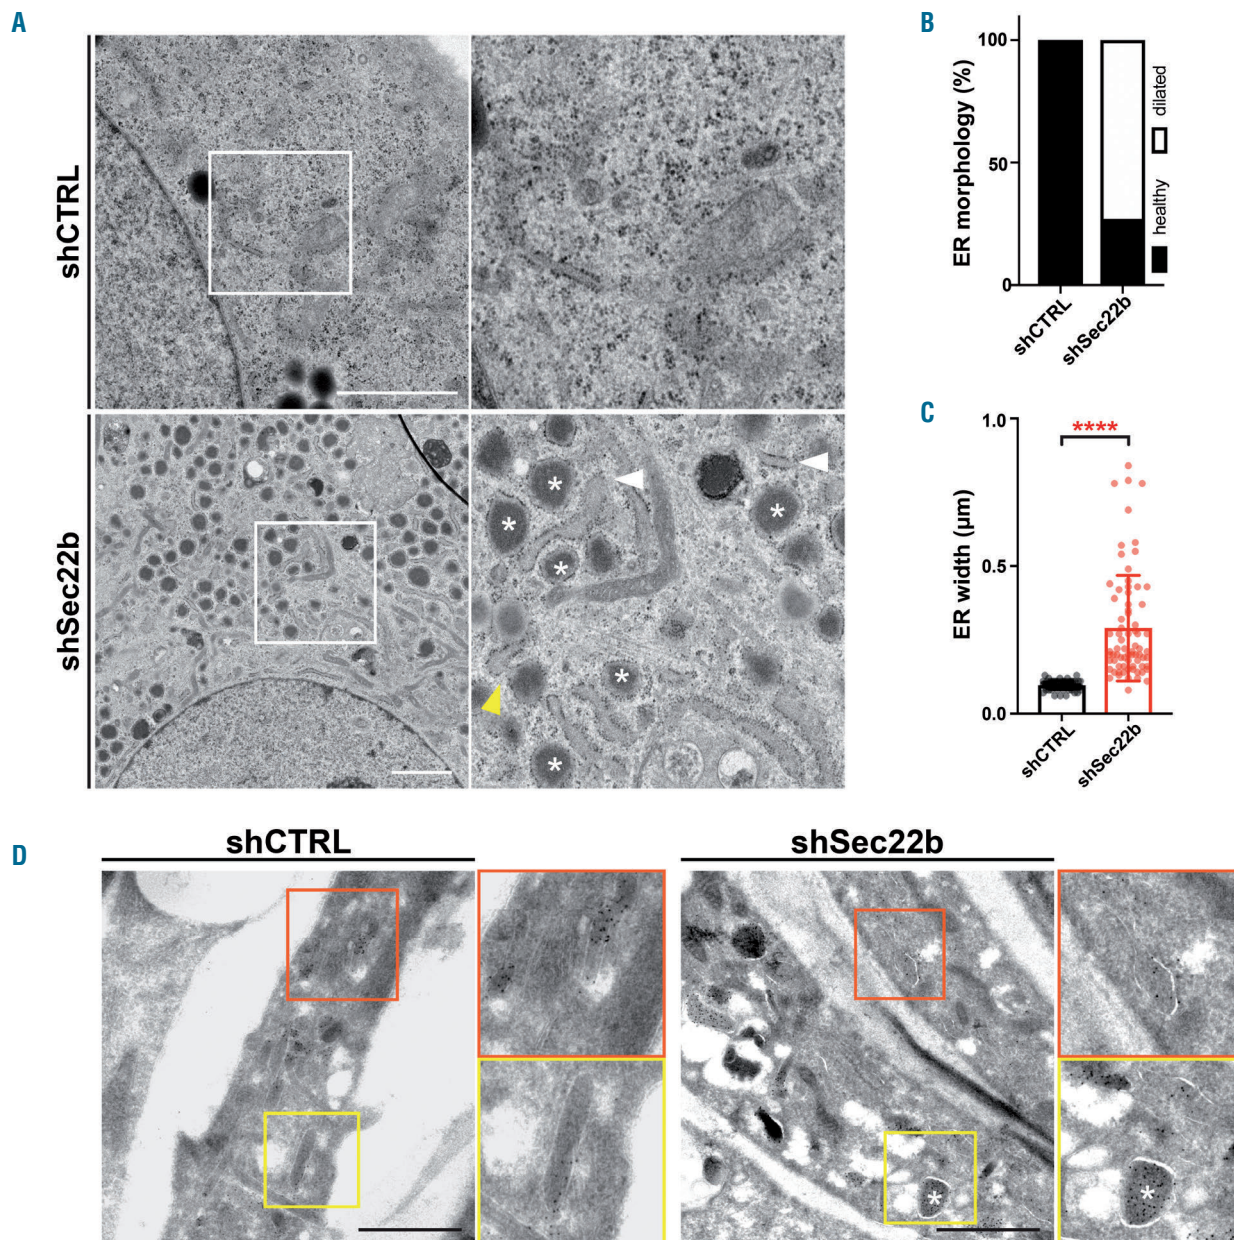 A
shCTRL
shSec22b
*
*
*
*
*
*
B
ER morphology (%)
100
50
0
shCTRL
shSec22b
healthy
dilated
C
ER width (µm)
1.0
0.5
0.0
****
shCTRL
shSec22b
D
shCTRL
shSec22b
*
*